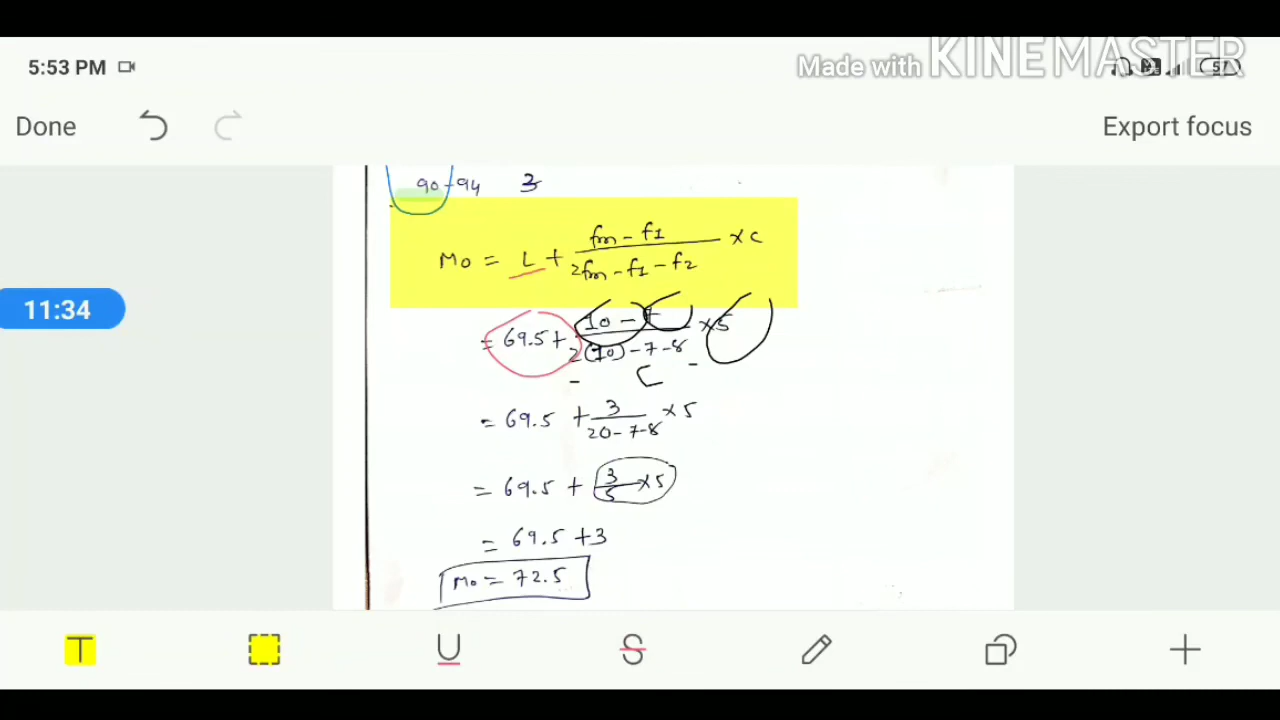 5:53 PM
Made with KINEMASTER
57
Done
Export focus
90-94 3
11:34
Mo = L + fm - f1 / 2fm - f1 - f2 × c
= 69.5 + 10 - 7 / 2(10) - 7 - 8 × 5
= 69.5 + 3 / 20 - 7 - 8 × 5
= 69.5 + 3 / 5 × 5
= 69.5 + 3
Mo = 72.5
T U S